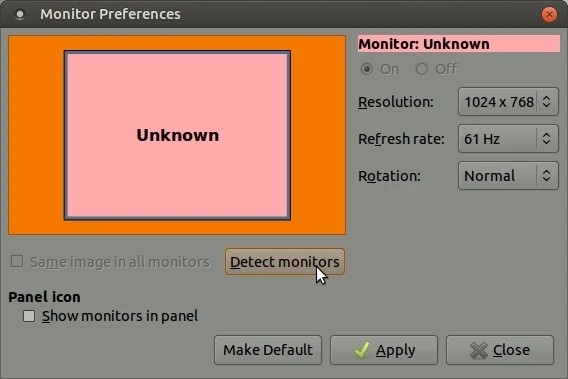 Monitor Preferences
Monitor: Unknown
On Off
Unknown
Resolution: 1024 x 768
Refresh rate: 61 Hz
Rotation: Normal
Same image in all monitors Detect monitors
Panel icon
Show monitors in panel
Make Default Apply Close